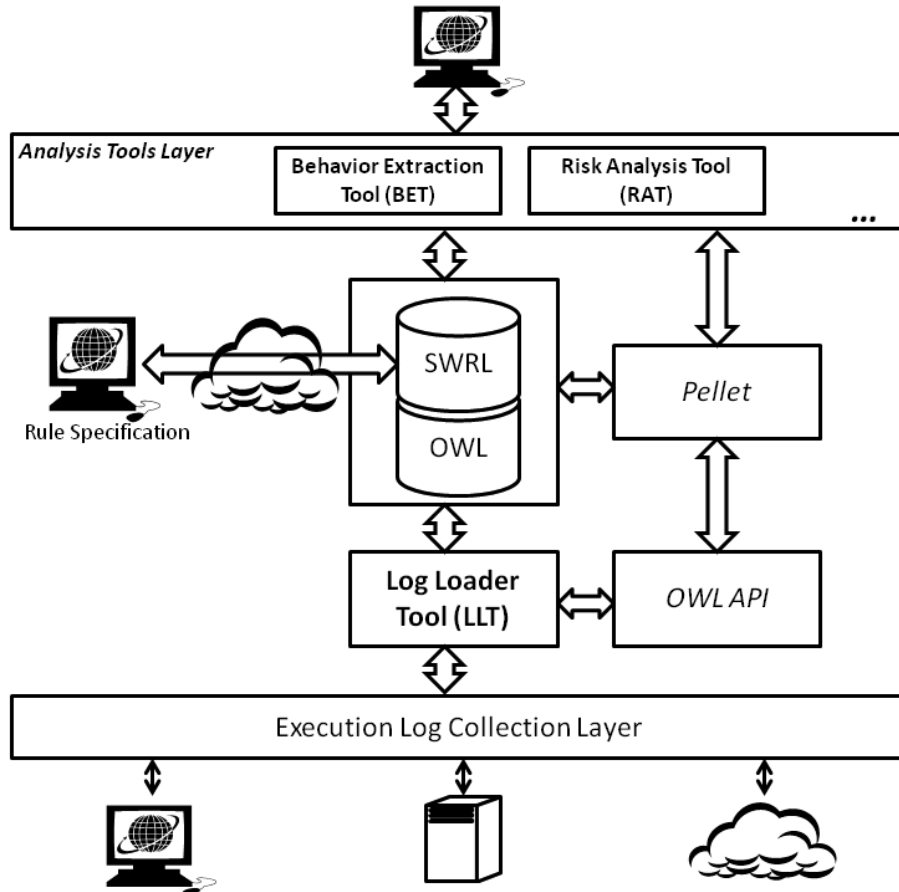 Analysis Tools Layer
Behavior Extraction
Tool (BET)
Risk Analysis Tool
(RAT)
...
SWRL
OWL
Rule Specification
Pellet
Log Loader
Tool (LLT)
OWL API
Execution Log Collection Layer